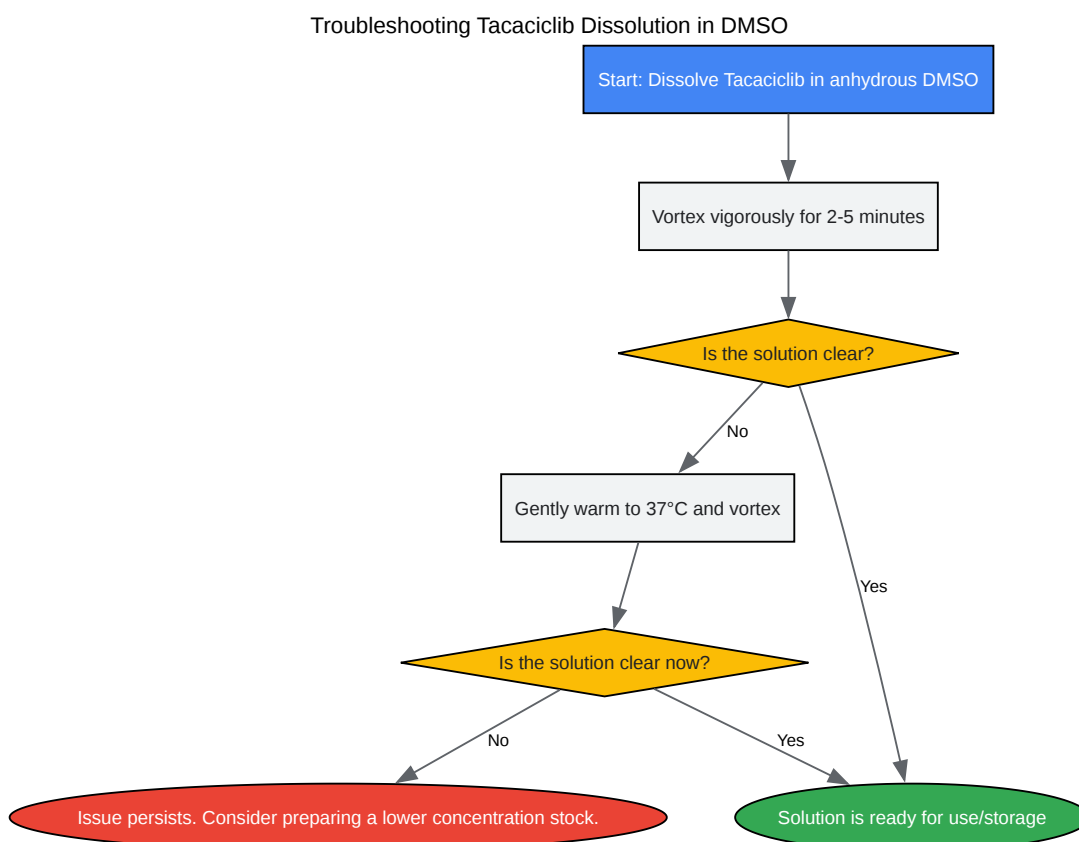 Troubleshooting Tacaciclib Dissolution in DMSO
Start: Dissolve Tacaciclib in anhydrous DMSO
Vortex vigorously for 2-5 minutes
Is the solution clear?
No
Gently warm to 37°C and vortex
Yes
Is the solution clear now?
No
Yes
Issue persists. Consider preparing a lower concentration stock.
Solution is ready for use/storage